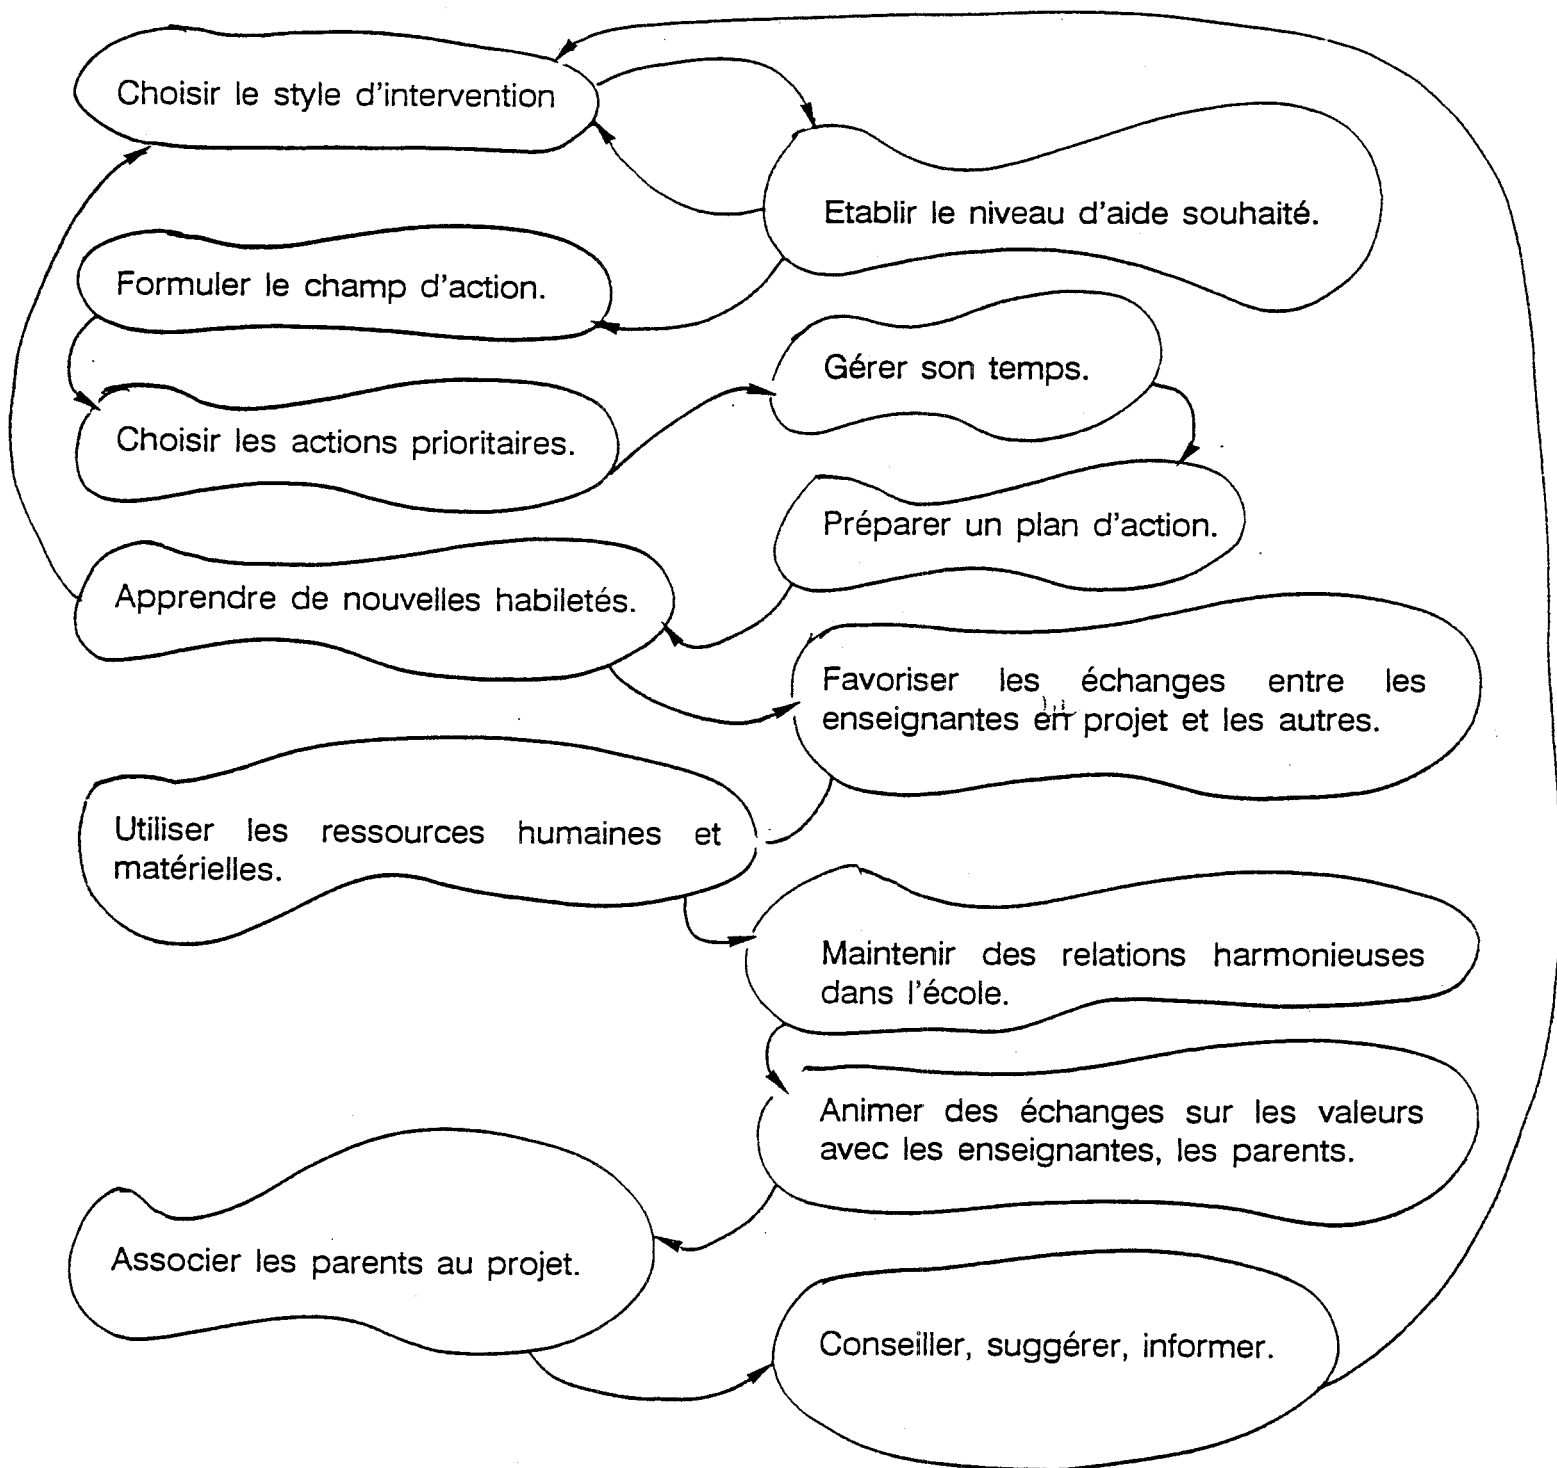 Choisir le style d'intervention
Etablir le niveau d'aide souhaité.
Formuler le champ d'action.
Gérer son temps.
Choisir les actions prioritaires.
Préparer un plan d'action.
Apprendre de nouvelles habiletés.
Favoriser les échanges entre les
enseignantes en projet et les autres.
Utiliser les ressources humaines et
matérielles.
Maintenir des relations harmonieuses
dans l'école.
Animer des échanges sur les valeurs
avec les enseignantes, les parents.
Associer les parents au projet.
Conseiller, suggérer, informer.